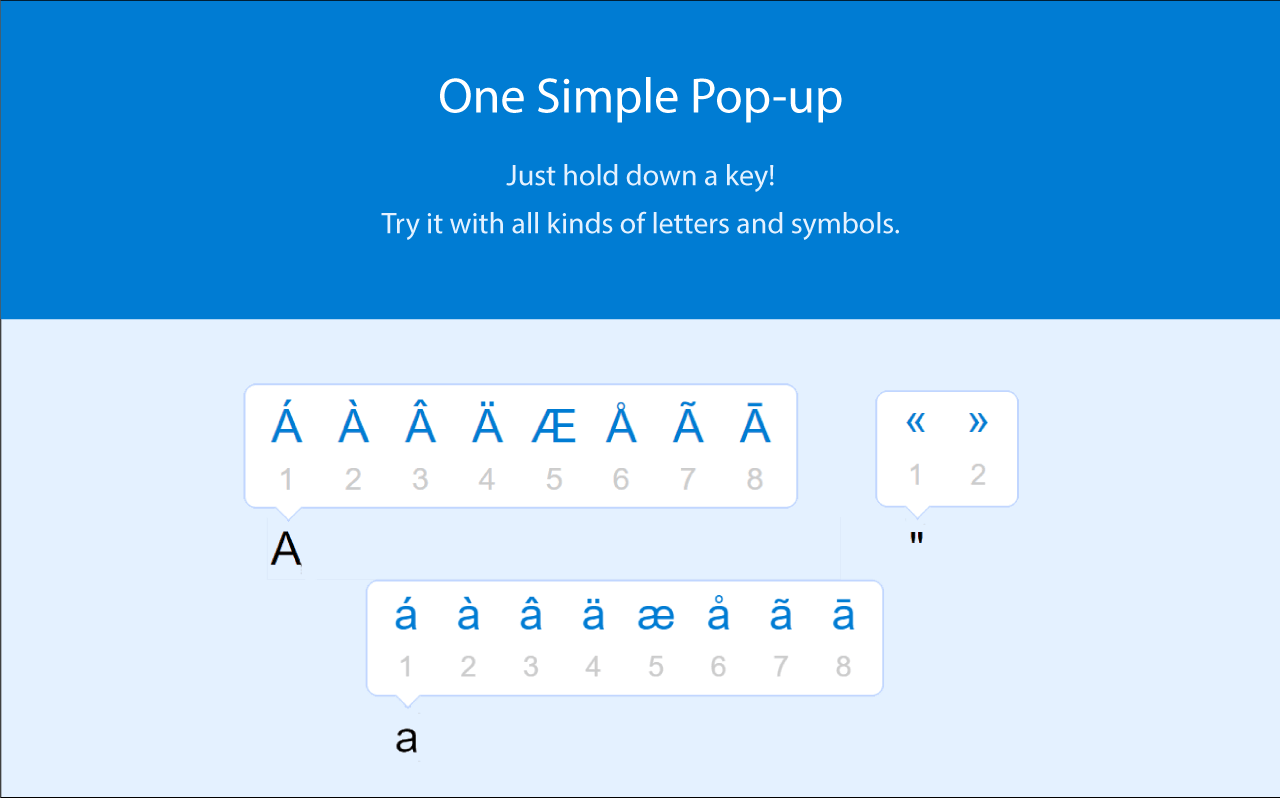 One Simple Pop-up
Just hold down a key!
Try it with all kinds of letters and symbols.
Á À Â Ä Æ Å Ã Ā
1 2 3 4 5 6 7 8
A
« »
1 2
"
á à â ä æ å ã ā
1 2 3 4 5 6 7 8
a